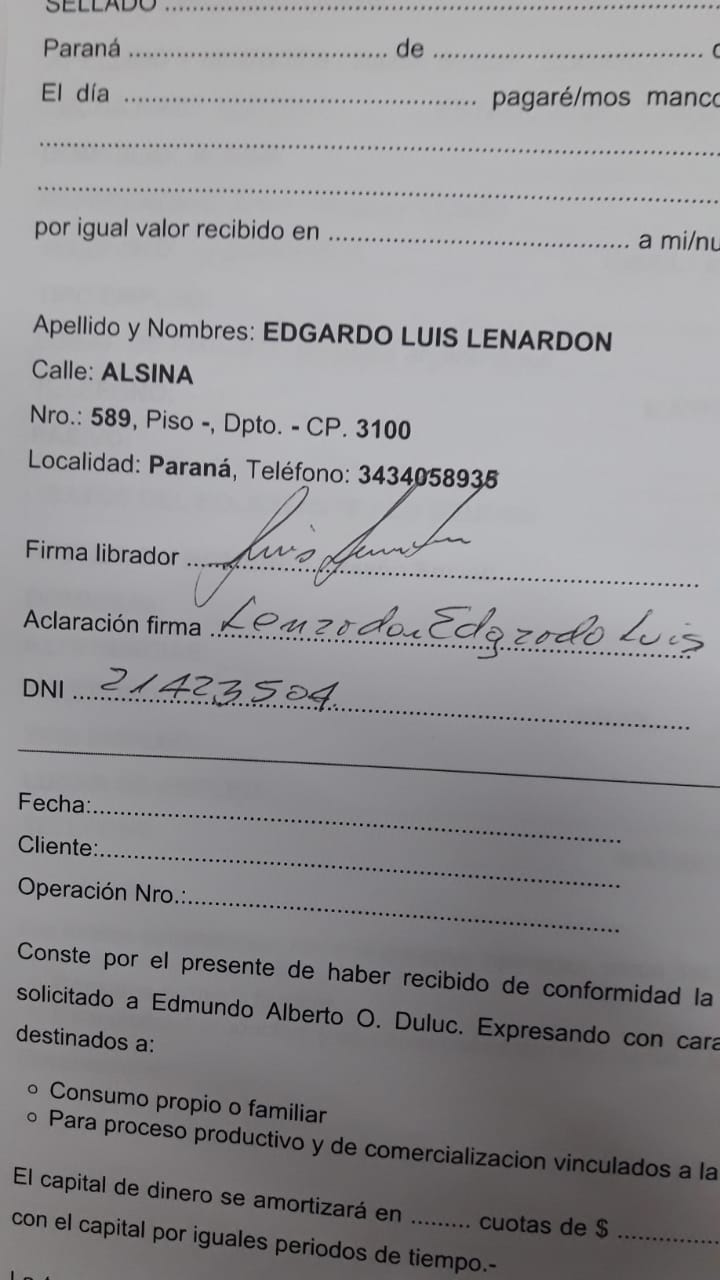 SELLADO ........................................
Paraná ........................ de ........................
El día ........................ pagaré/mos manco
........................................
........................................
por igual valor recibido en ........................ a mi/nu
Apellido y Nombres: EDGARDO LUIS LENARDON
Calle: ALSINA
Nro.: 589, Piso -, Dpto. - CP. 3100
Localidad: Paraná, Teléfono: 3434058935
Firma librador ........................
Aclaración firma Lenardon Edgardo Luis
DNI 21423504
Fecha:........................
Cliente:........................
Operación Nro.:........................
Conste por el presente de haber recibido de conformidad la
solicitado a Edmundo Alberto O. Duluc. Expresando con cara
destinados a:
○ Consumo propio o familiar
○ Para proceso productivo y de comercializacion vinculados a la
El capital de dinero se amortizará en ......... cuotas de $ ............
con el capital por iguales periodos de tiempo.-